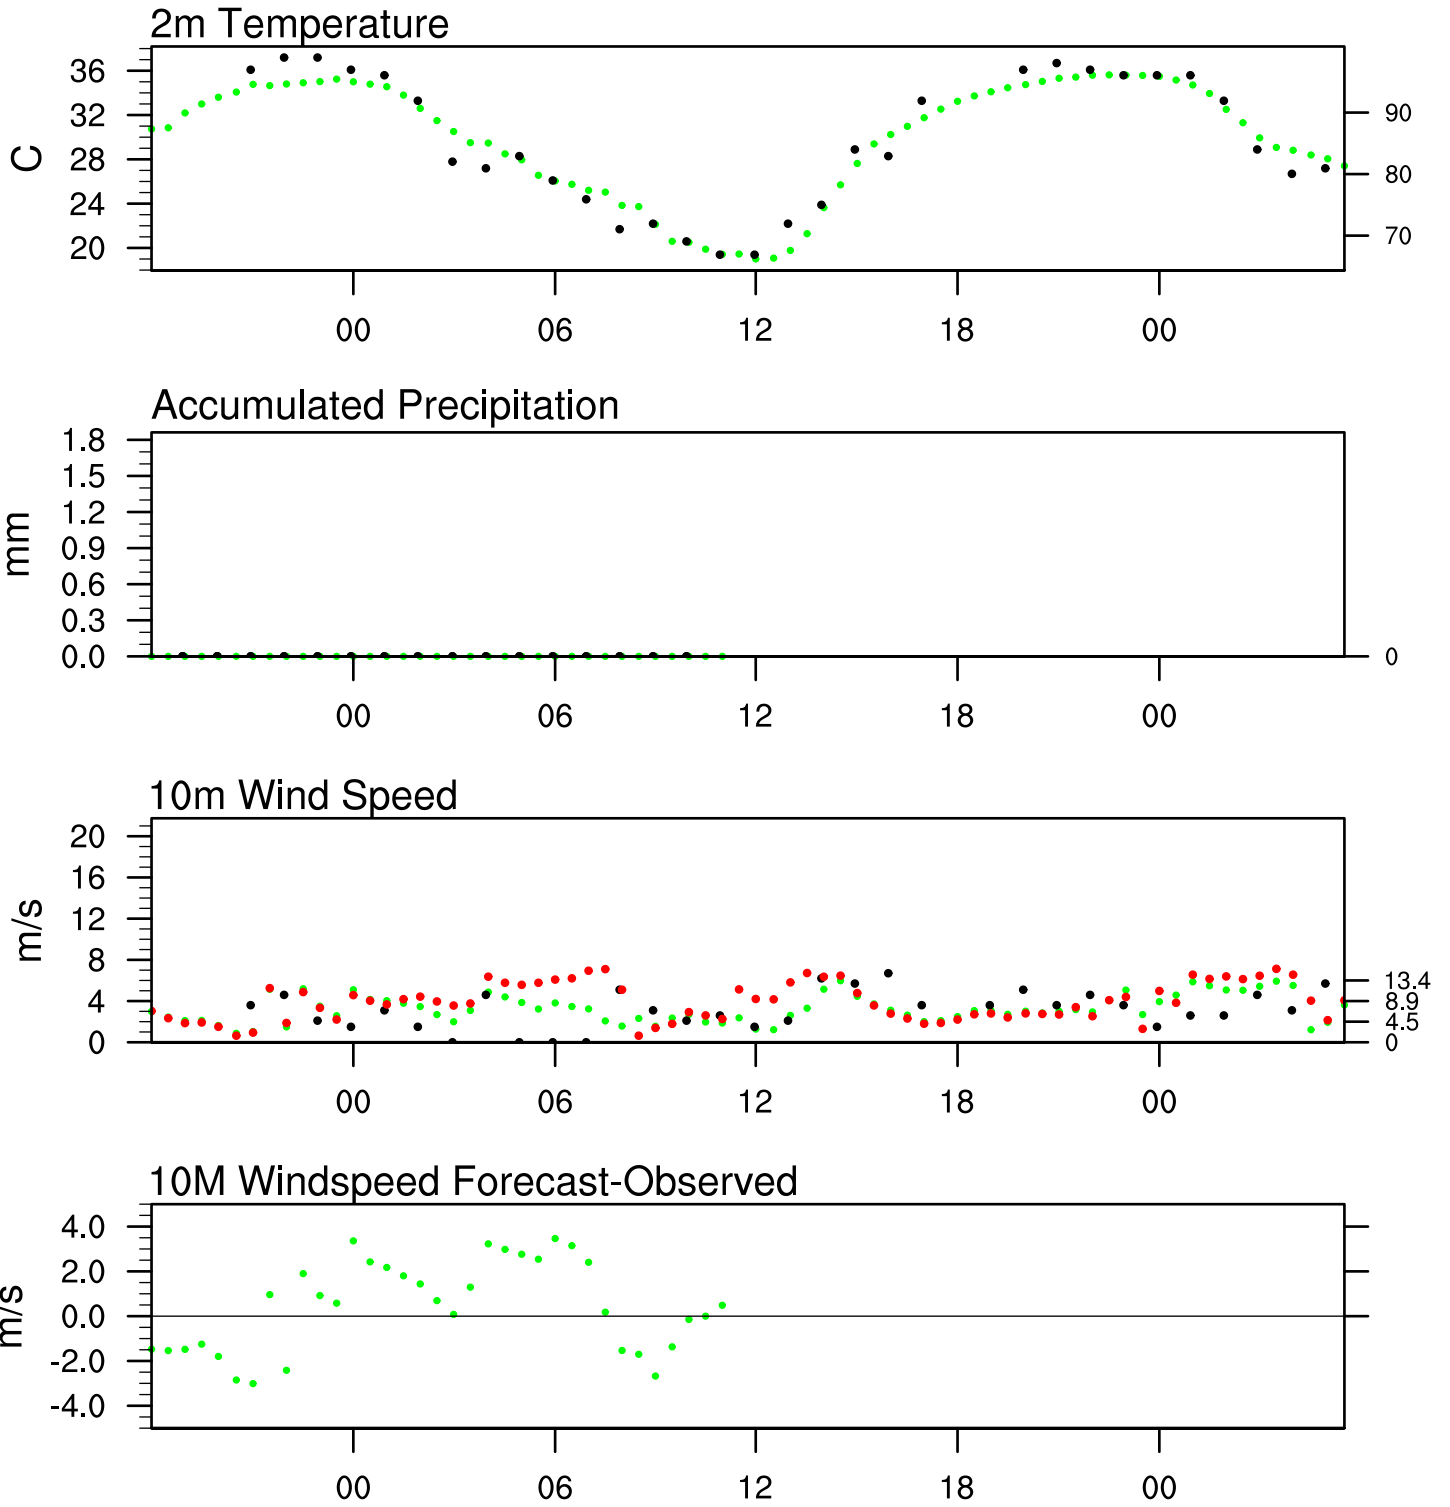 2m Temperature
36
32
28
24
20
C
90
80
70
00 06 12 18 00
Accumulated Precipitation
1.8
1.5
1.2
0.9
0.6
0.3
0.0
mm
0
00 06 12 18 00
10m Wind Speed
20
16
12
8
4
0
m/s
13.4
8.9
4.5
0
00 06 12 18 00
10M Windspeed Forecast-Observed
4.0
2.0
0.0
-2.0
-4.0
m/s
00 06 12 18 00